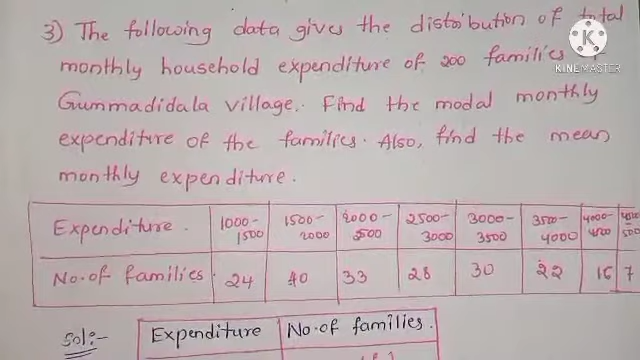 3) The following data gives the distribution of total
monthly household expenditure of 200 families
Gummadidala village. Find the modal monthly
expenditure of the families. Also, find the mean
monthly expenditure.
Expenditure. 1000-1500 1500-2000 2000-2500 2500-3000 3000-3500 3500-4000 4000-4500 4500-500
No. of families. 24 40 33 28 30 22 16 7
Sol:- Expenditure No. of families.
K
KINEMASTER